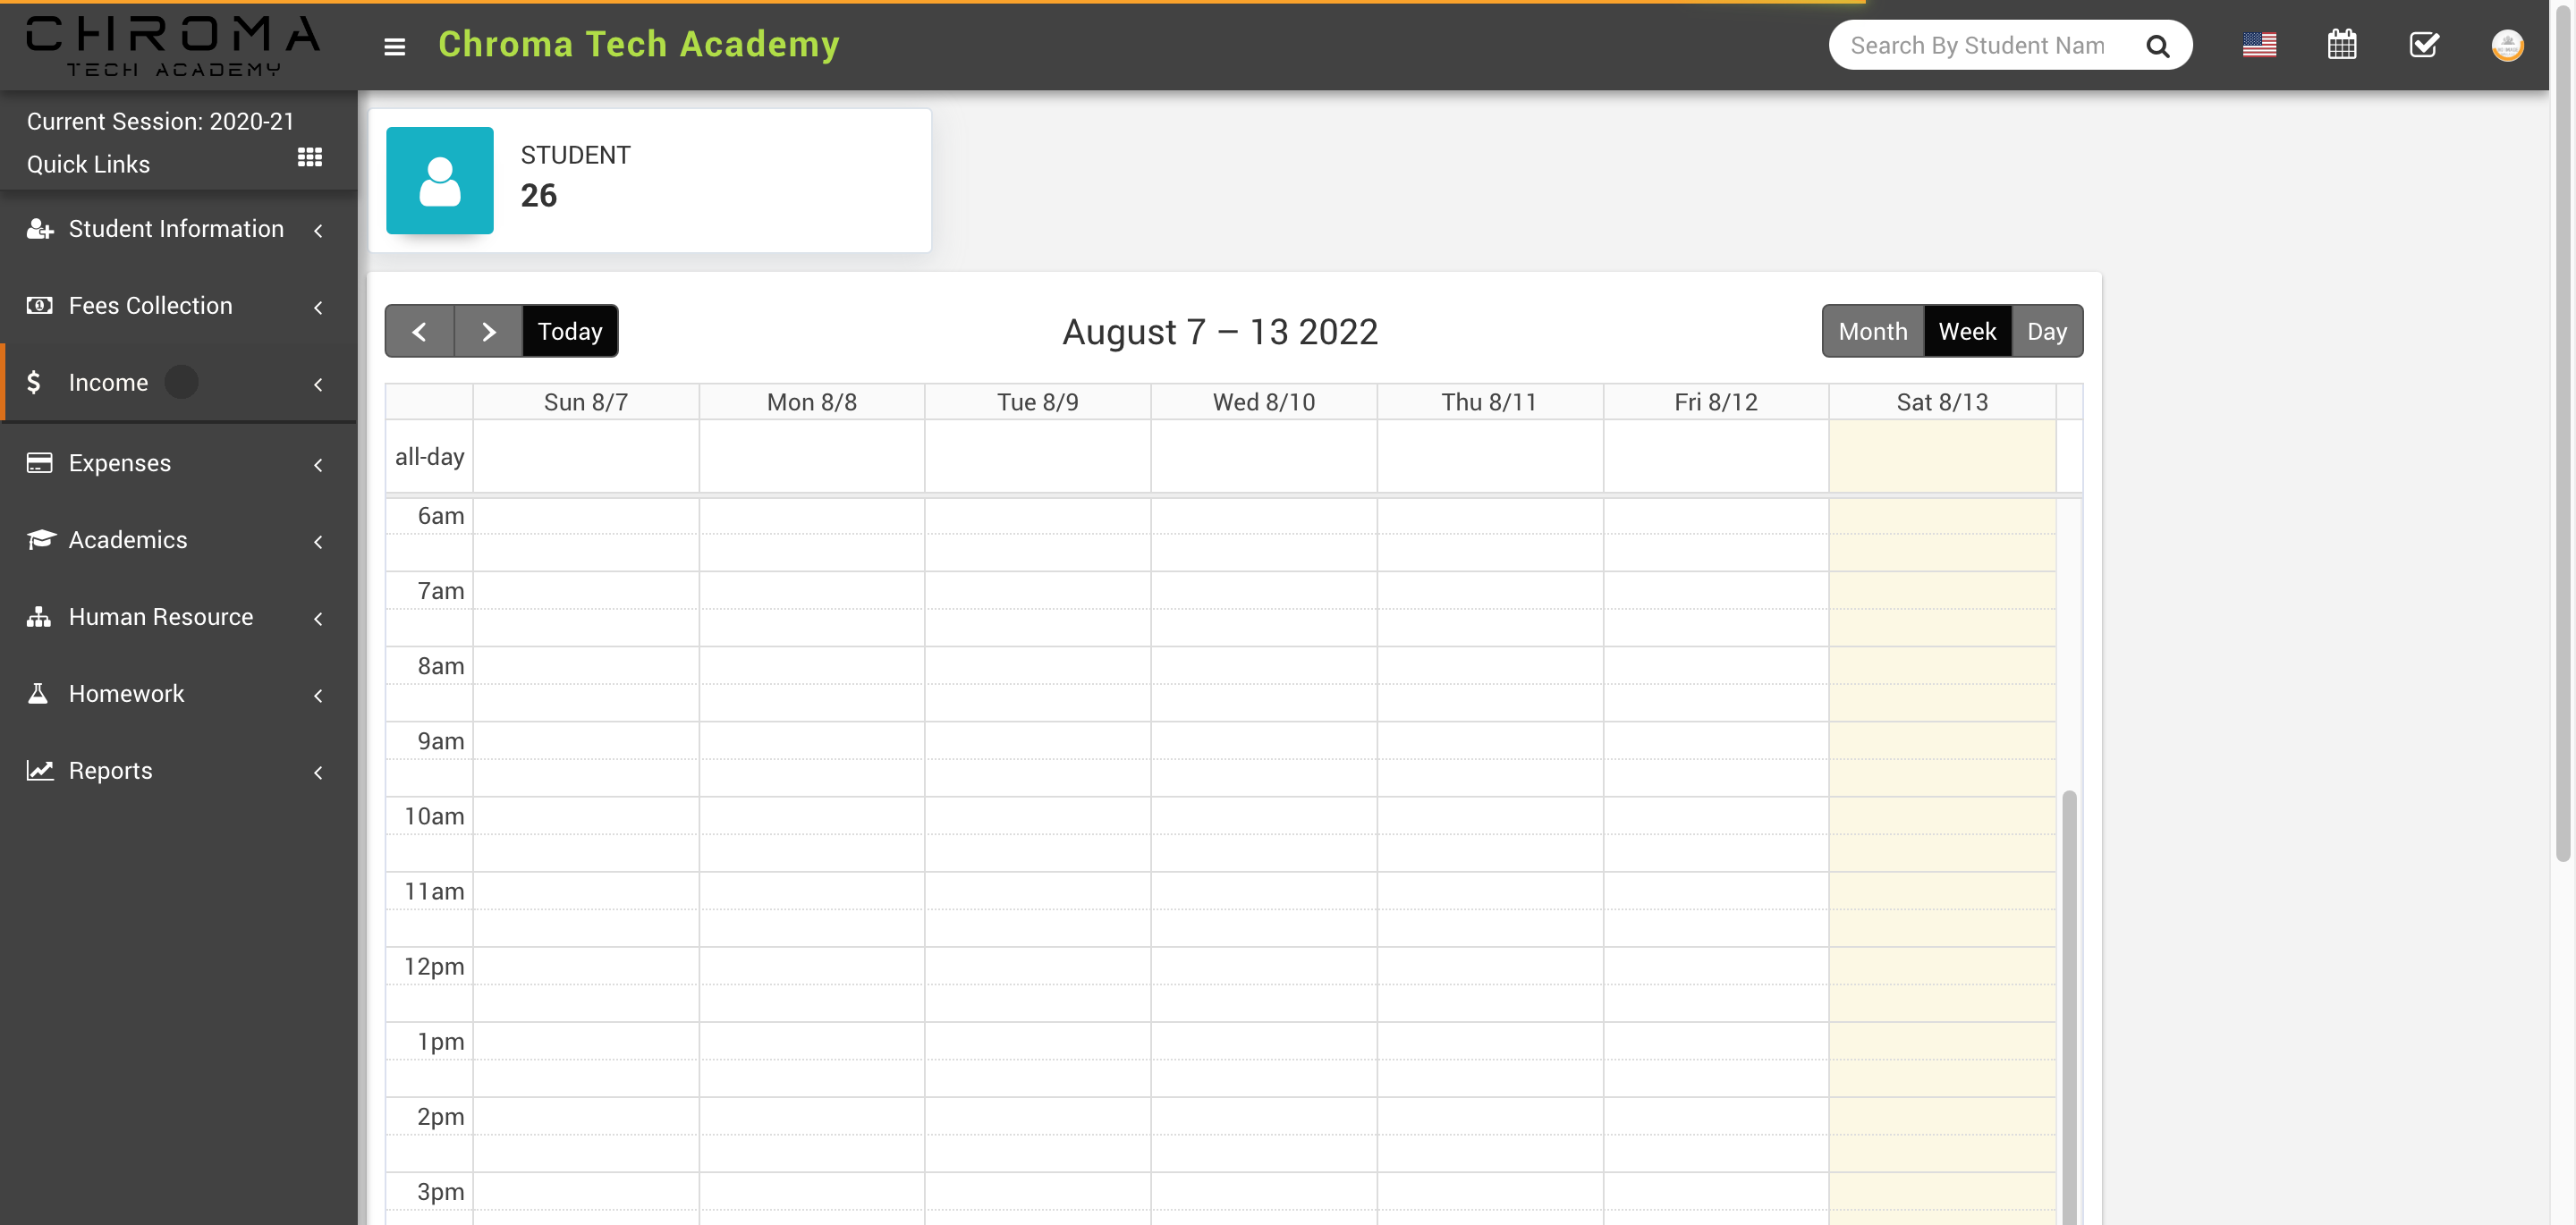 CHROMA
TECH ACADEMY
Chroma Tech Academy
Search By Student Nam
Current Session: 2020-21
Quick Links
Student Information
Fees Collection
Income
Expenses
Academics
Human Resource
Homework
Reports
STUDENT
26
Today
August 7 – 13 2022
Month Week Day
Sun 8/7 Mon 8/8 Tue 8/9 Wed 8/10 Thu 8/11 Fri 8/12 Sat 8/13
all-day
6am
7am
8am
9am
10am
11am
12pm
1pm
2pm
3pm